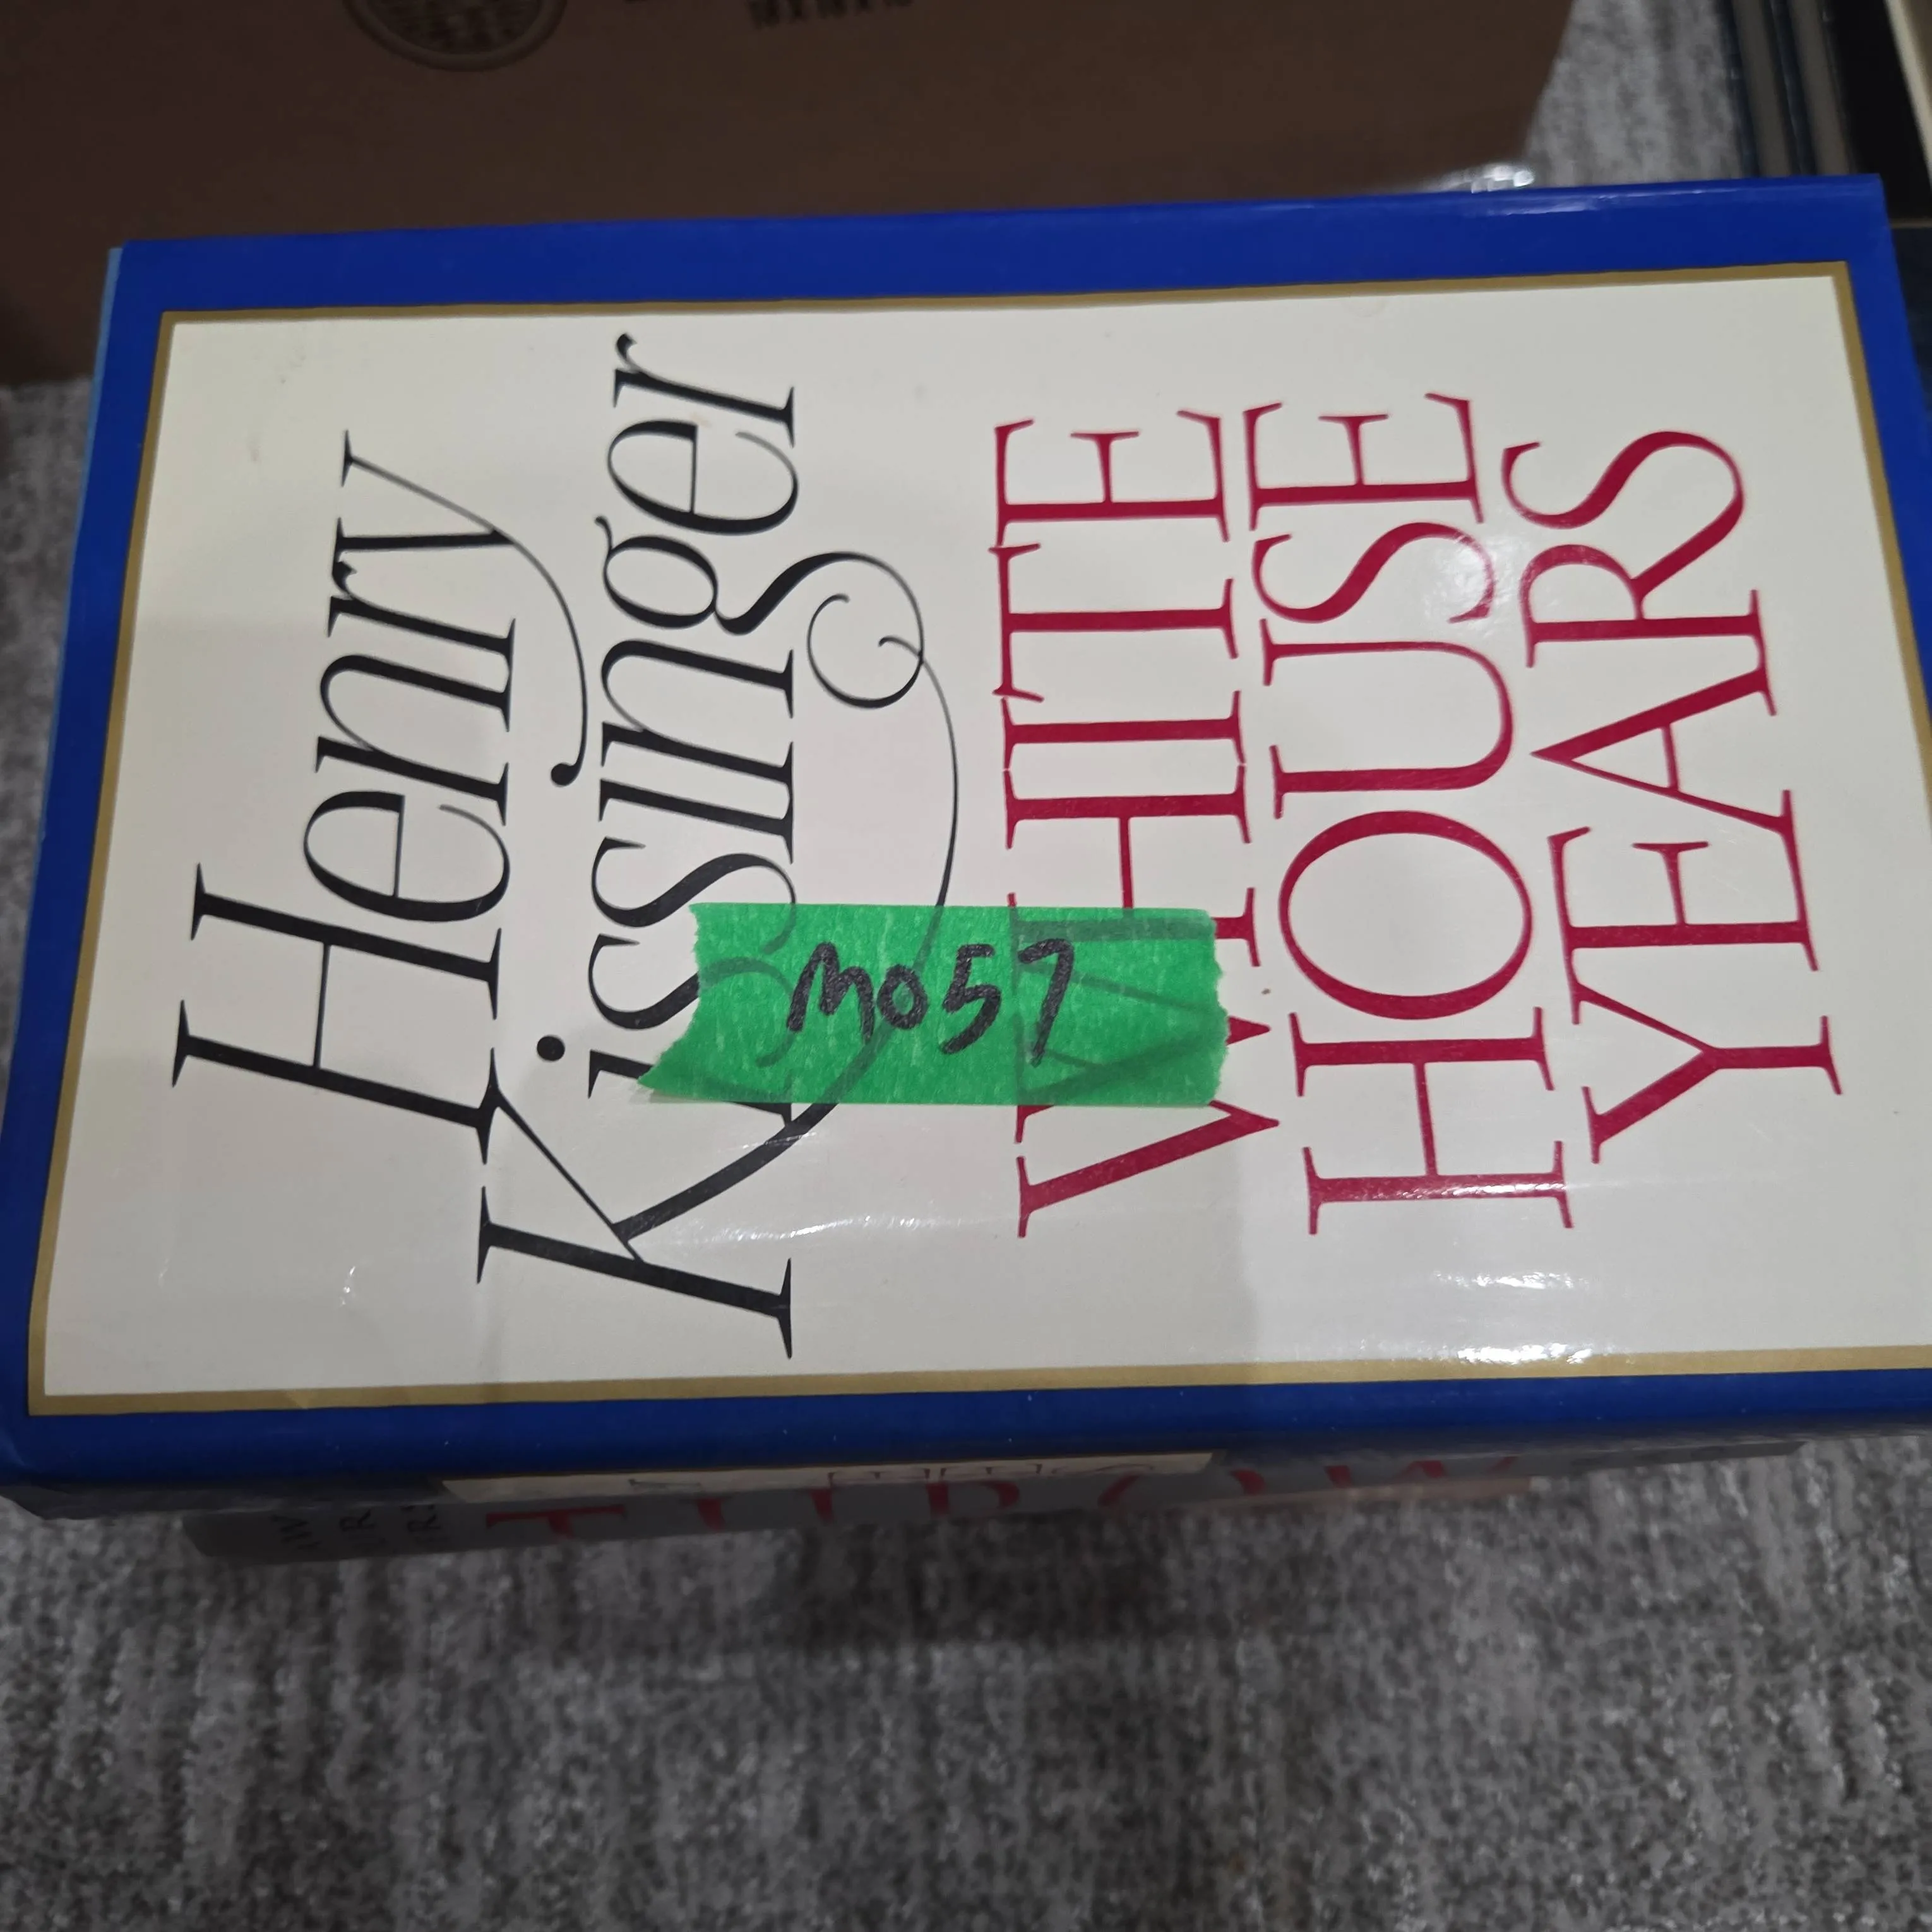 Henry
Kissinger
WHITE
HOUSE
YEARS
M057